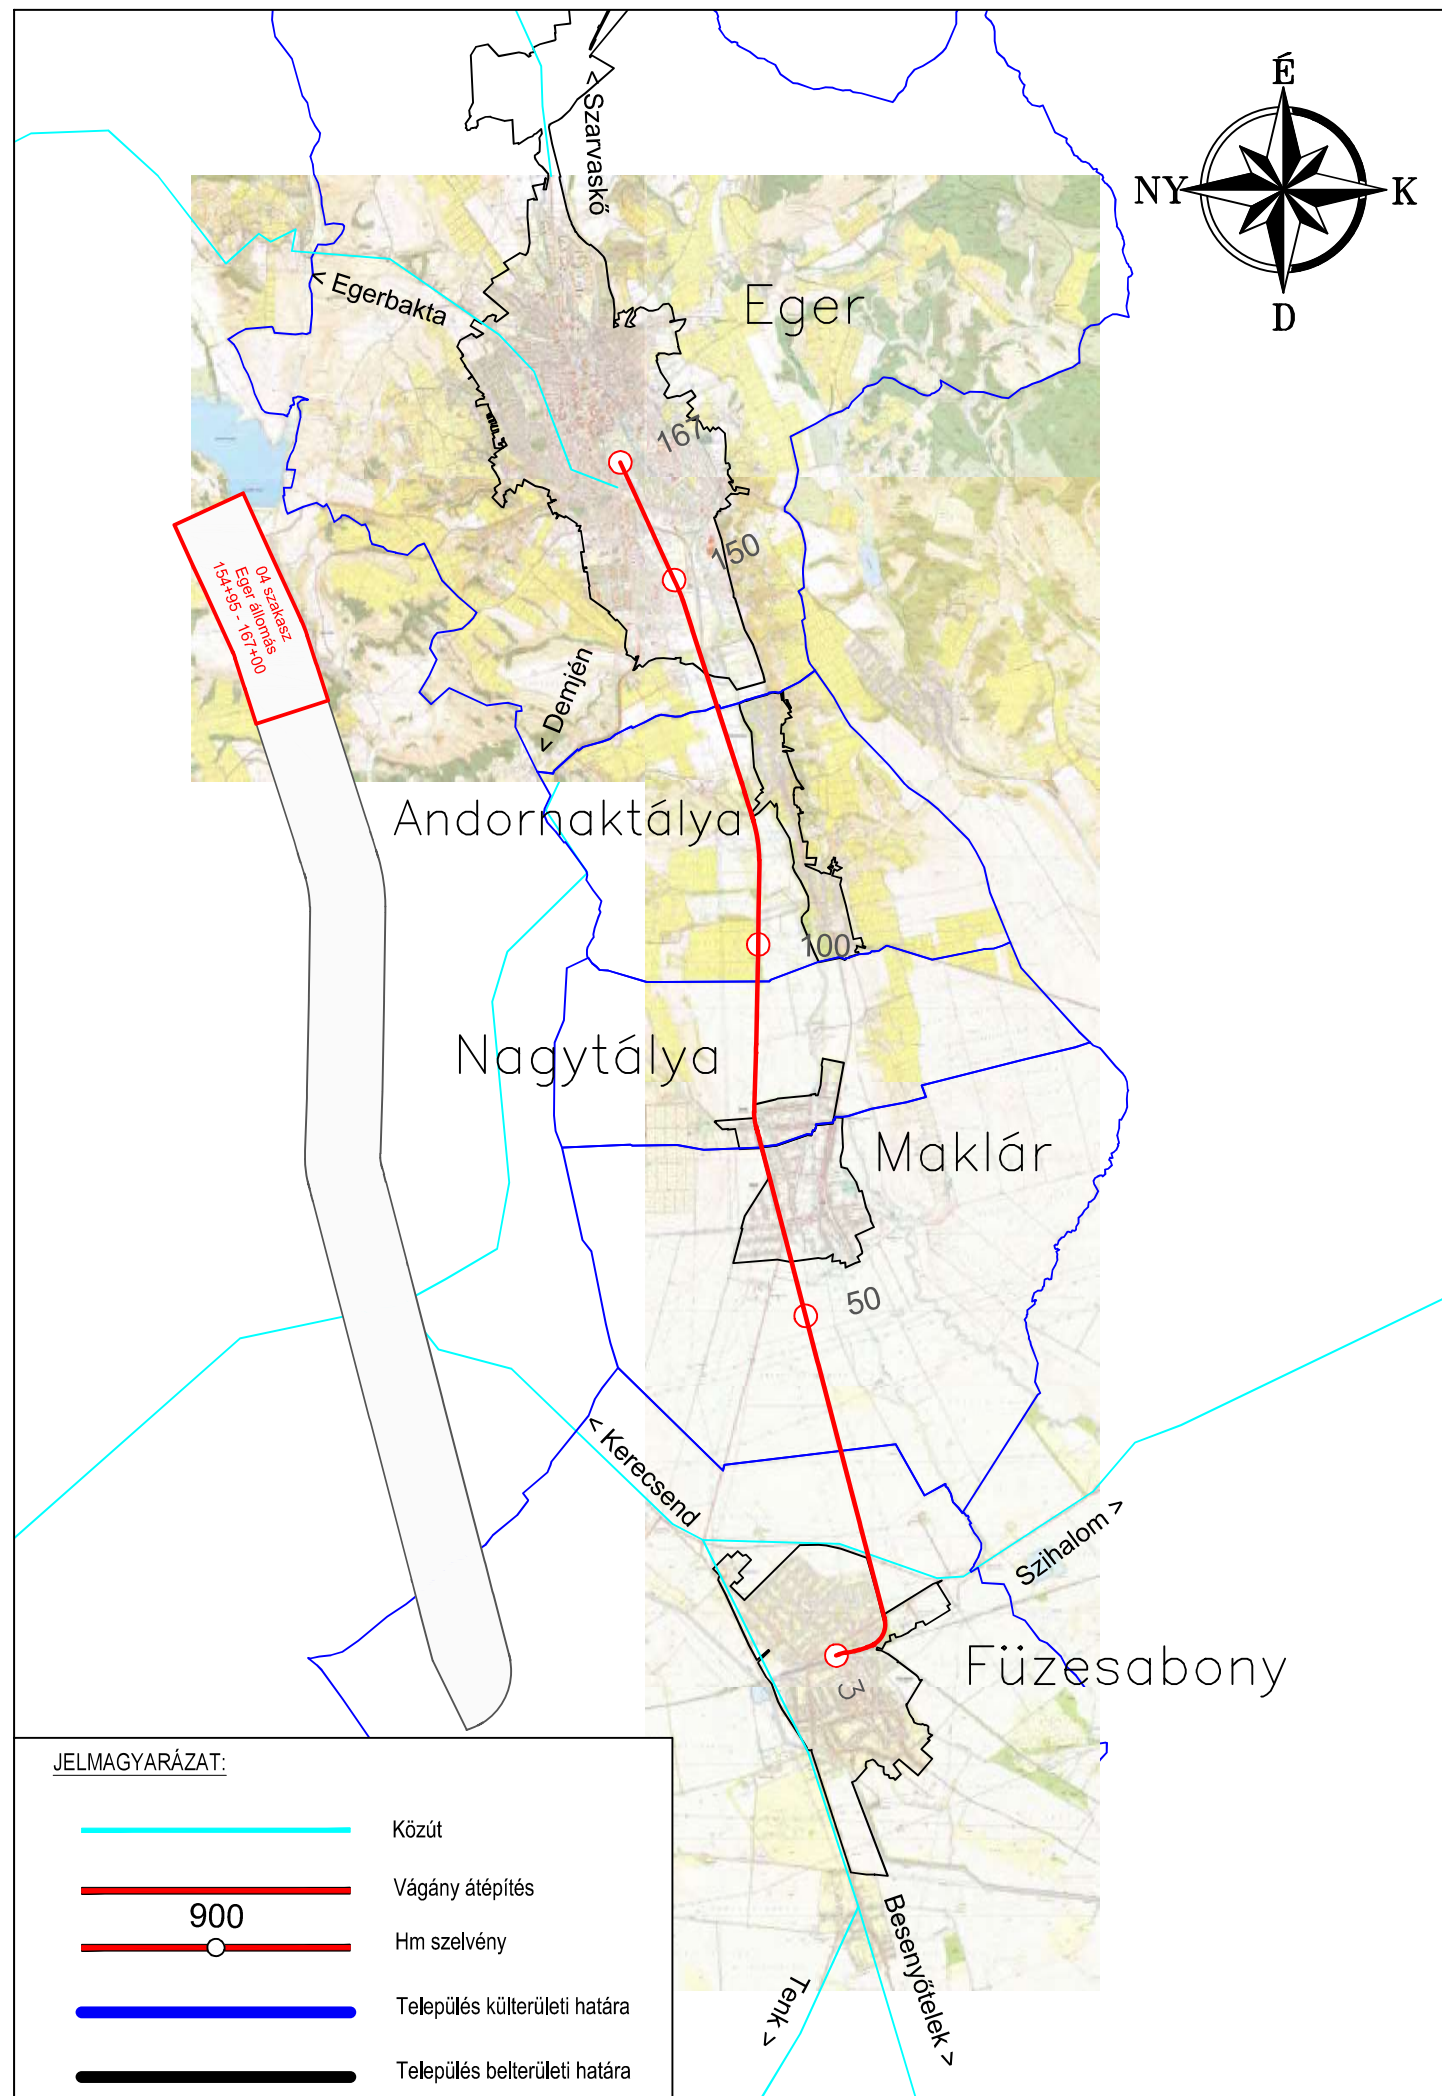 É
NY
K
D
< Szarvaskő
< Egerbakta
Eger
167
150
04 szakasz
Eger állomás
154+95 - 167+00
< Demjén
Andornaktálya
100
Nagytálya
Maklár
50
< Kerecsend
Szihalom >
Füzesabony
3
Besenyőtelek >
Tenk >
JELMAGYARÁZAT:
Közút
Vágány átépítés
900
Hm szelvény
Település külterületi határa
Település belterületi határa